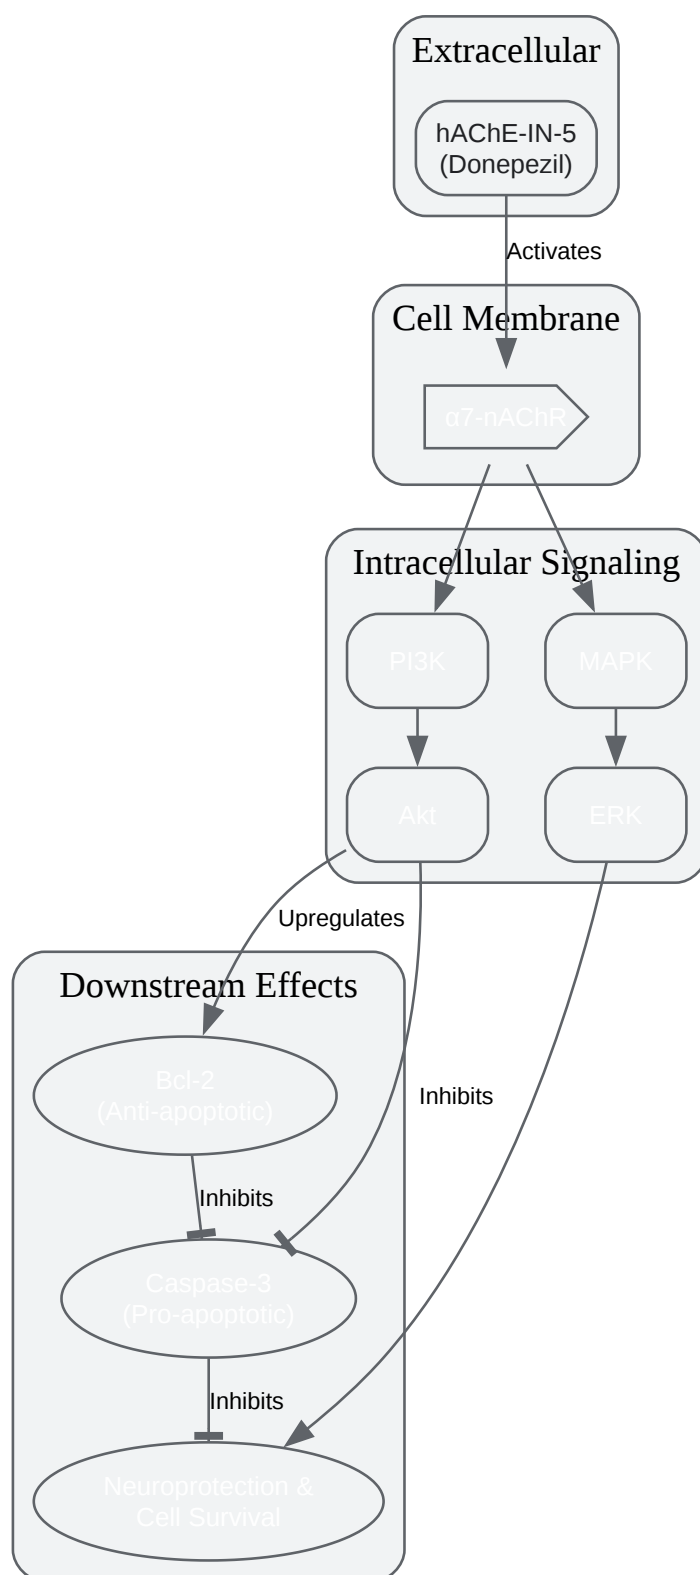 Extracellular
hAChE-IN-5
(Donepezil)
Activates
Cell Membrane
α7-nAChR
Intracellular Signaling
PI3K
MAPK
Akt
ERK
Upregulates
Downstream Effects
Bcl-2
(Anti-apoptotic)
Inhibits
Inhibits
Caspase-3
(Pro-apoptotic)
Inhibits
Neuroprotection &
Cell Survival